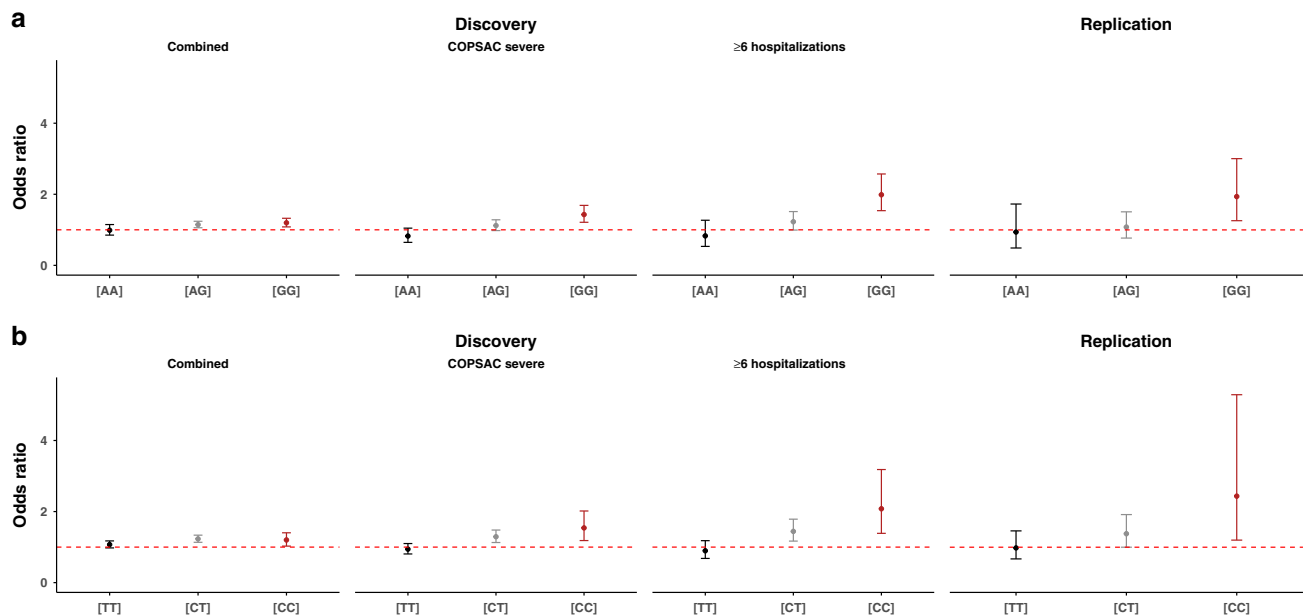 a
Discovery
Replication
Combined
COPSAC severe
≥6 hospitalizations
Odds ratio
4
2
0
[AA] [AG] [GG] [AA] [AG] [GG] [AA] [AG] [GG] [AA] [AG] [GG]
b
Discovery
Replication
Combined
COPSAC severe
≥6 hospitalizations
Odds ratio
4
2
0
[TT] [CT] [CC] [TT] [CT] [CC] [TT] [CT] [CC] [TT] [CT] [CC]